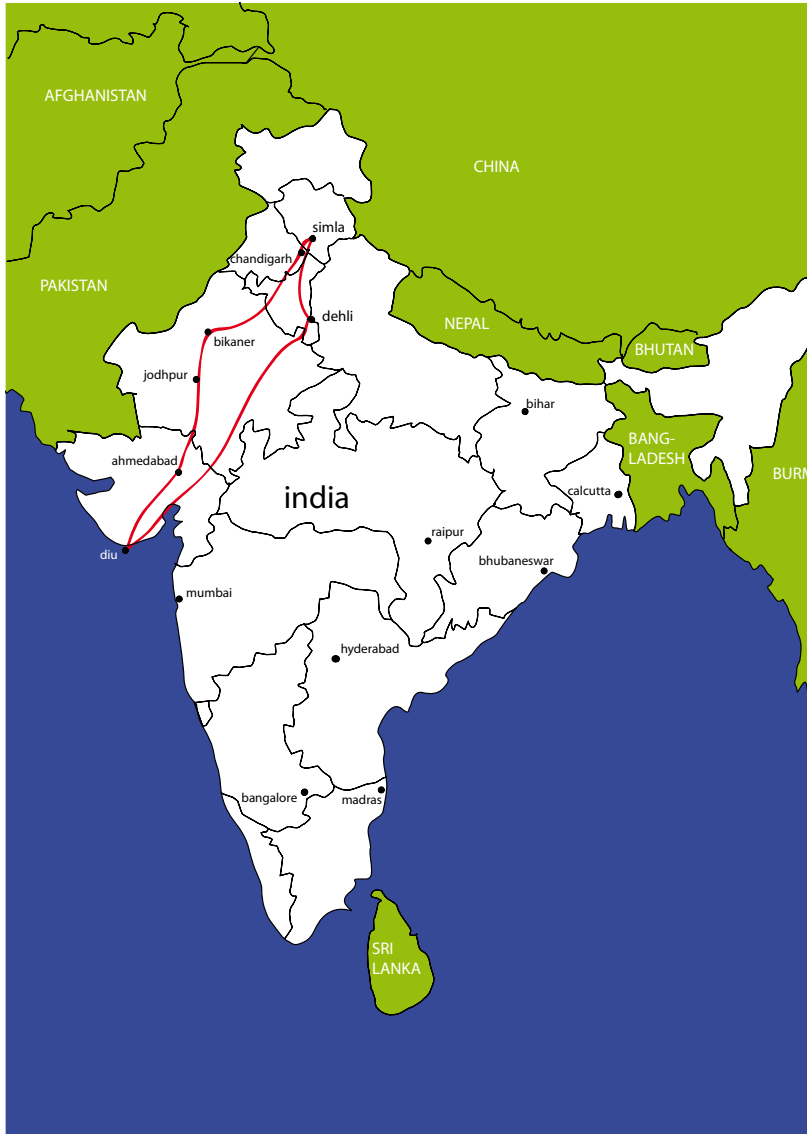 AFGHANISTAN
CHINA
simla
chandigarh
PAKISTAN
dehli
NEPAL
bikaner
BHUTAN
jodhpur
bihar
BANG-
LADESH
ahmedabad
BURM
calcutta
india
raipur
diu
bhubaneswar
mumbai
hyderabad
bangalore
madras
SRI
LANKA